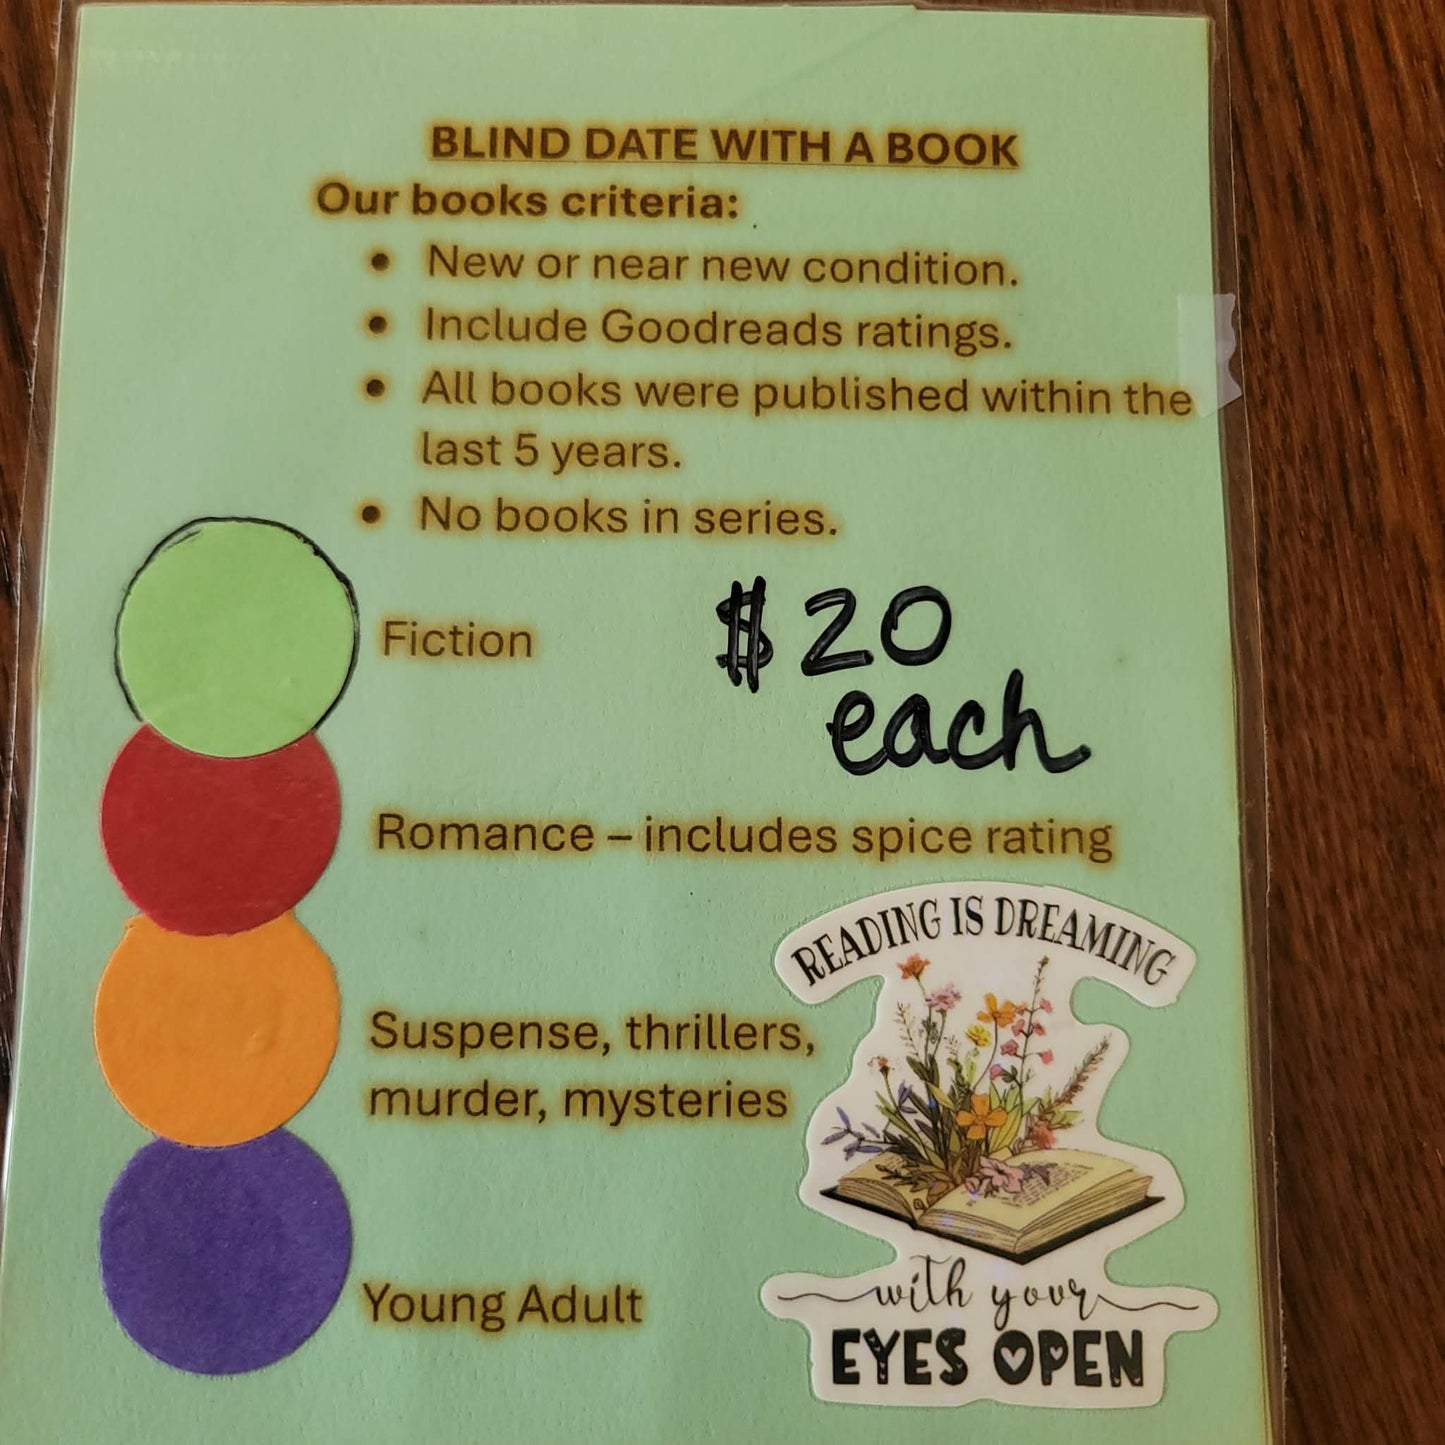 BLIND DATE WITH A BOOK
Our books criteria:
• New or near new condition.
• Include Goodreads ratings.
• All books were published within the
last 5 years.
• No books in series.
Fiction
$20
each
Romance – includes spice rating
Suspense, thrillers,
murder, mysteries
Young Adult
READING IS DREAMING
with your
EYES OPEN